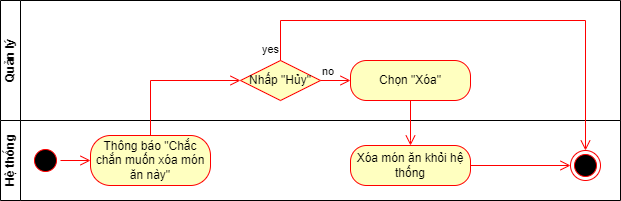 Quản lý
yes
Nhấp "Hủy"
no
Chọn "Xóa"
Hệ thống
Thông báo "Chắc
chắn muốn xóa món
ăn này"
Xóa món ăn khỏi hệ
thống